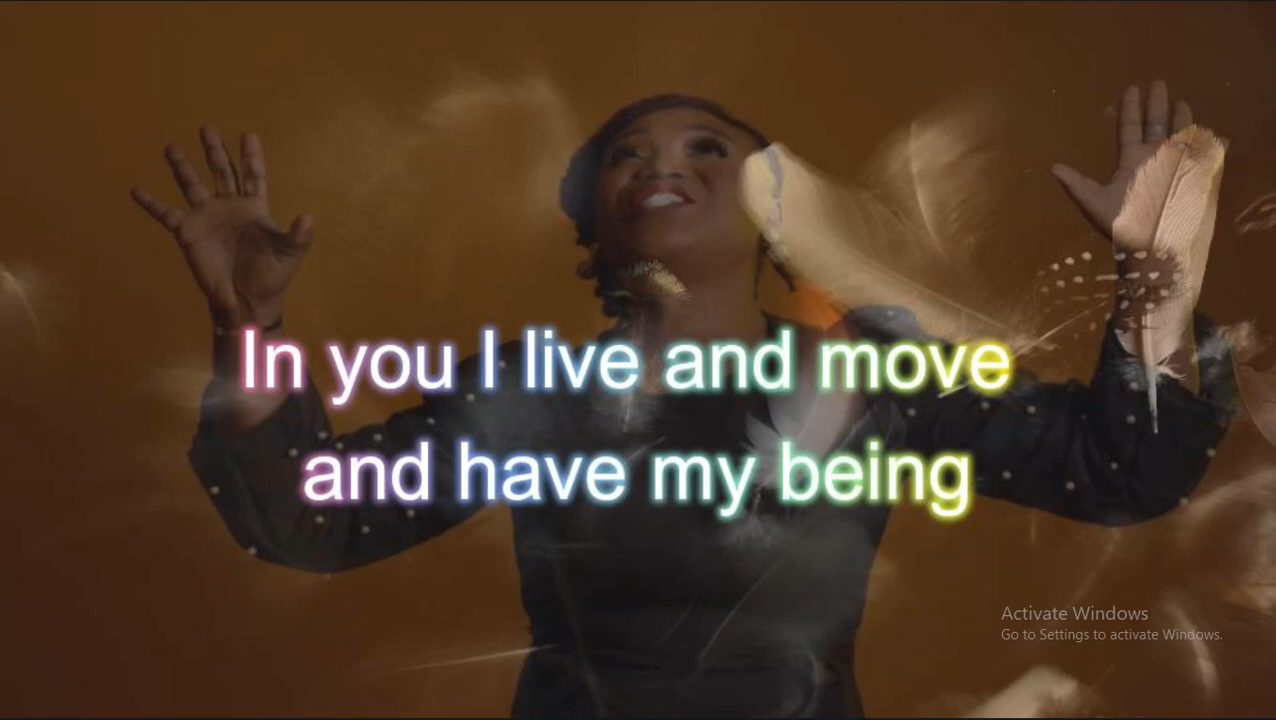 In you I live and move
and have my being
Activate Windows
Go to Settings to activate Windows.